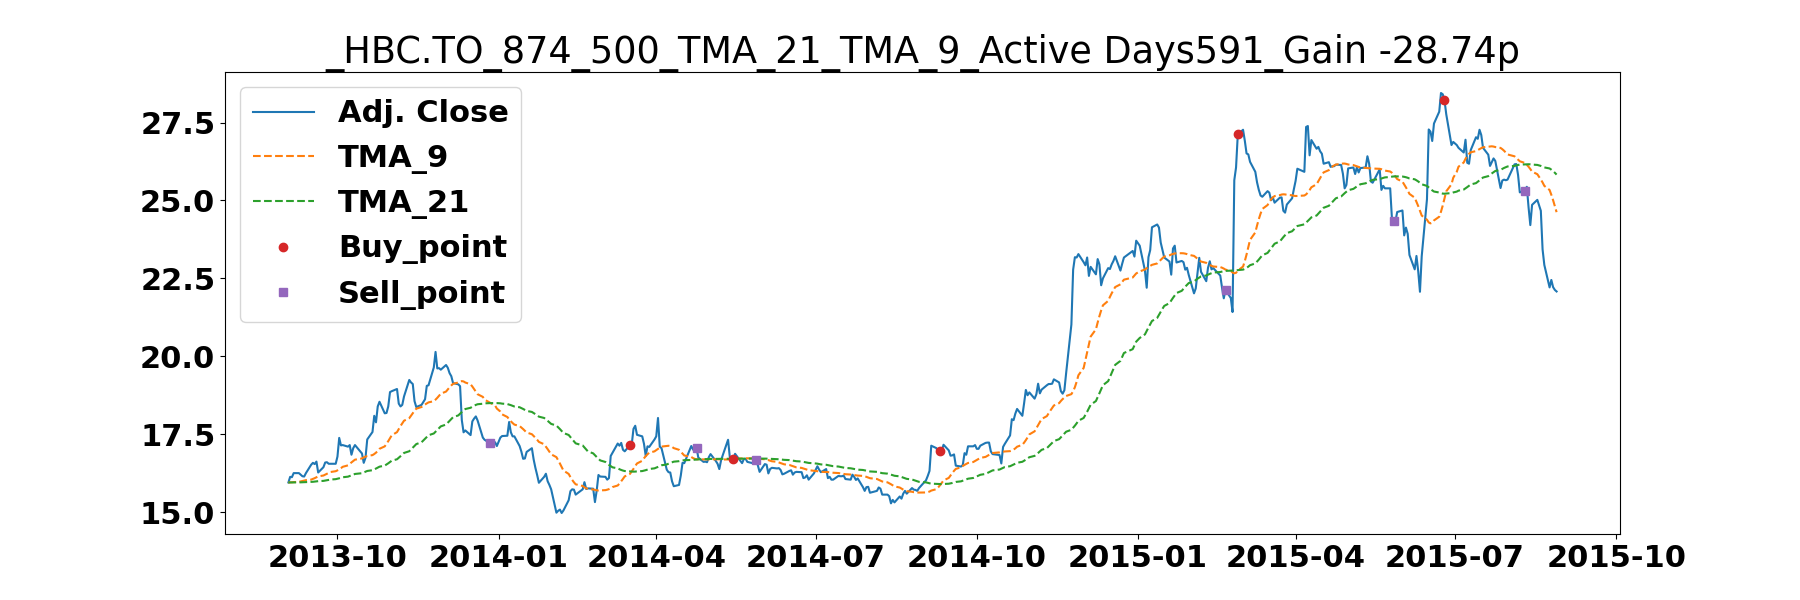 _HBC.TO_874_500_TMA_21_TMA_9_Active Days591_Gain -28.74p
Adj. Close
TMA_9
TMA_21
Buy_point
Sell_point
27.5
25.0
22.5
20.0
17.5
15.0
2013-10 2014-01 2014-04 2014-07 2014-10 2015-01 2015-04 2015-07 2015-10